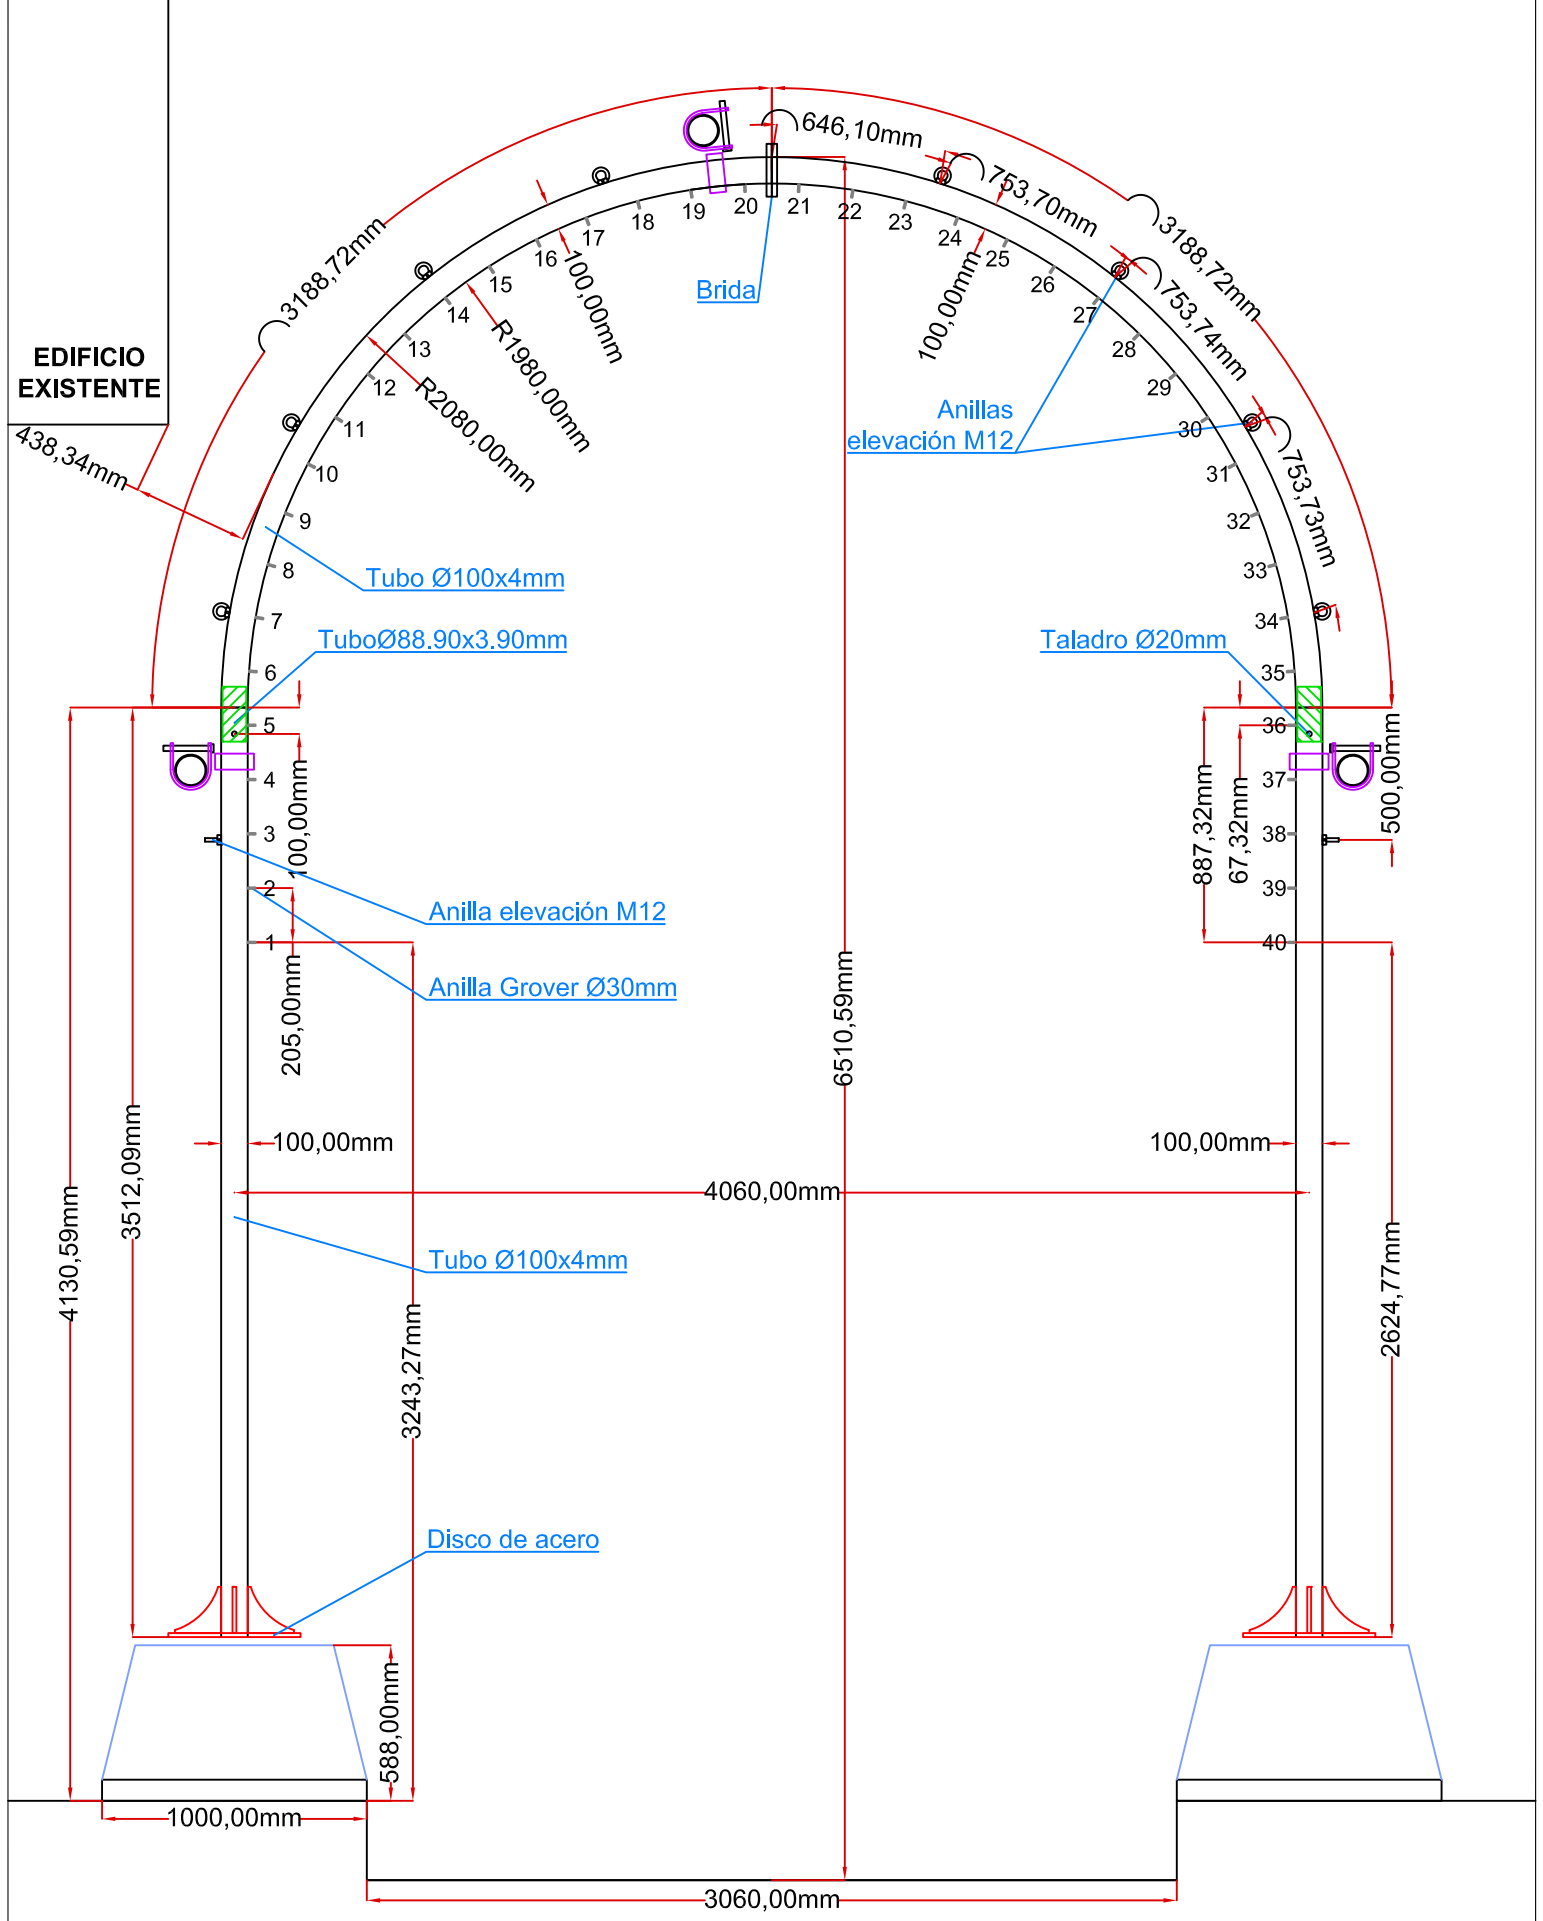 646,10mm
753,70mm
3188,72mm
3188,72mm
20
21
19
22
18
23
17
24
16
25
15
26
14
27
13
28
12
29
11
30
10
31
9
32
8
33
7
34
6
35
5
36
4
37
3
38
2
39
1
40
100,00mm
100,00mm
Brida
753,74mm
R1980,00mm
R2080,00mm
EDIFICIO
EXISTENTE
Anillas
elevación M12
438,34mm
753,73mm
Tubo Ø100x4mm
TuboØ88.90x3.90mm
Taladro Ø20mm
100,00mm
887,32mm
67,32mm
500,00mm
Anilla elevación M12
Anilla Grover Ø30mm
205,00mm
6510,59mm
3512,09mm
100,00mm
100,00mm
4060,00mm
4130,59mm
Tubo Ø100x4mm
3243,27mm
2624,77mm
Disco de acero
588,00mm
1000,00mm
3060,00mm